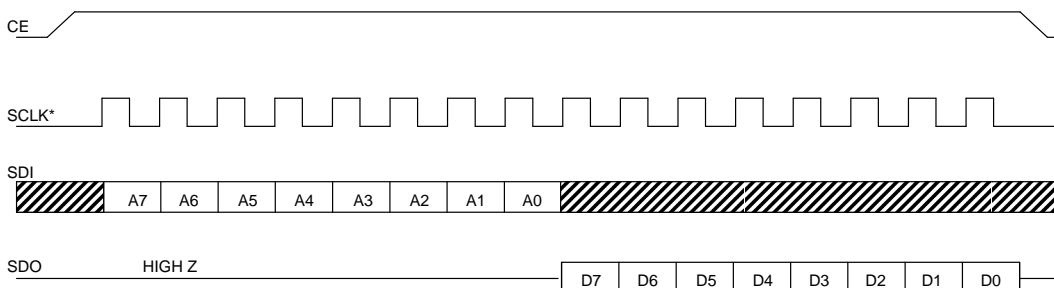 CE
SCLK*
SDI
A7 A6 A5 A4 A3 A2 A1 A0
SDO HIGH Z
D7 D6 D5 D4 D3 D2 D1 D0